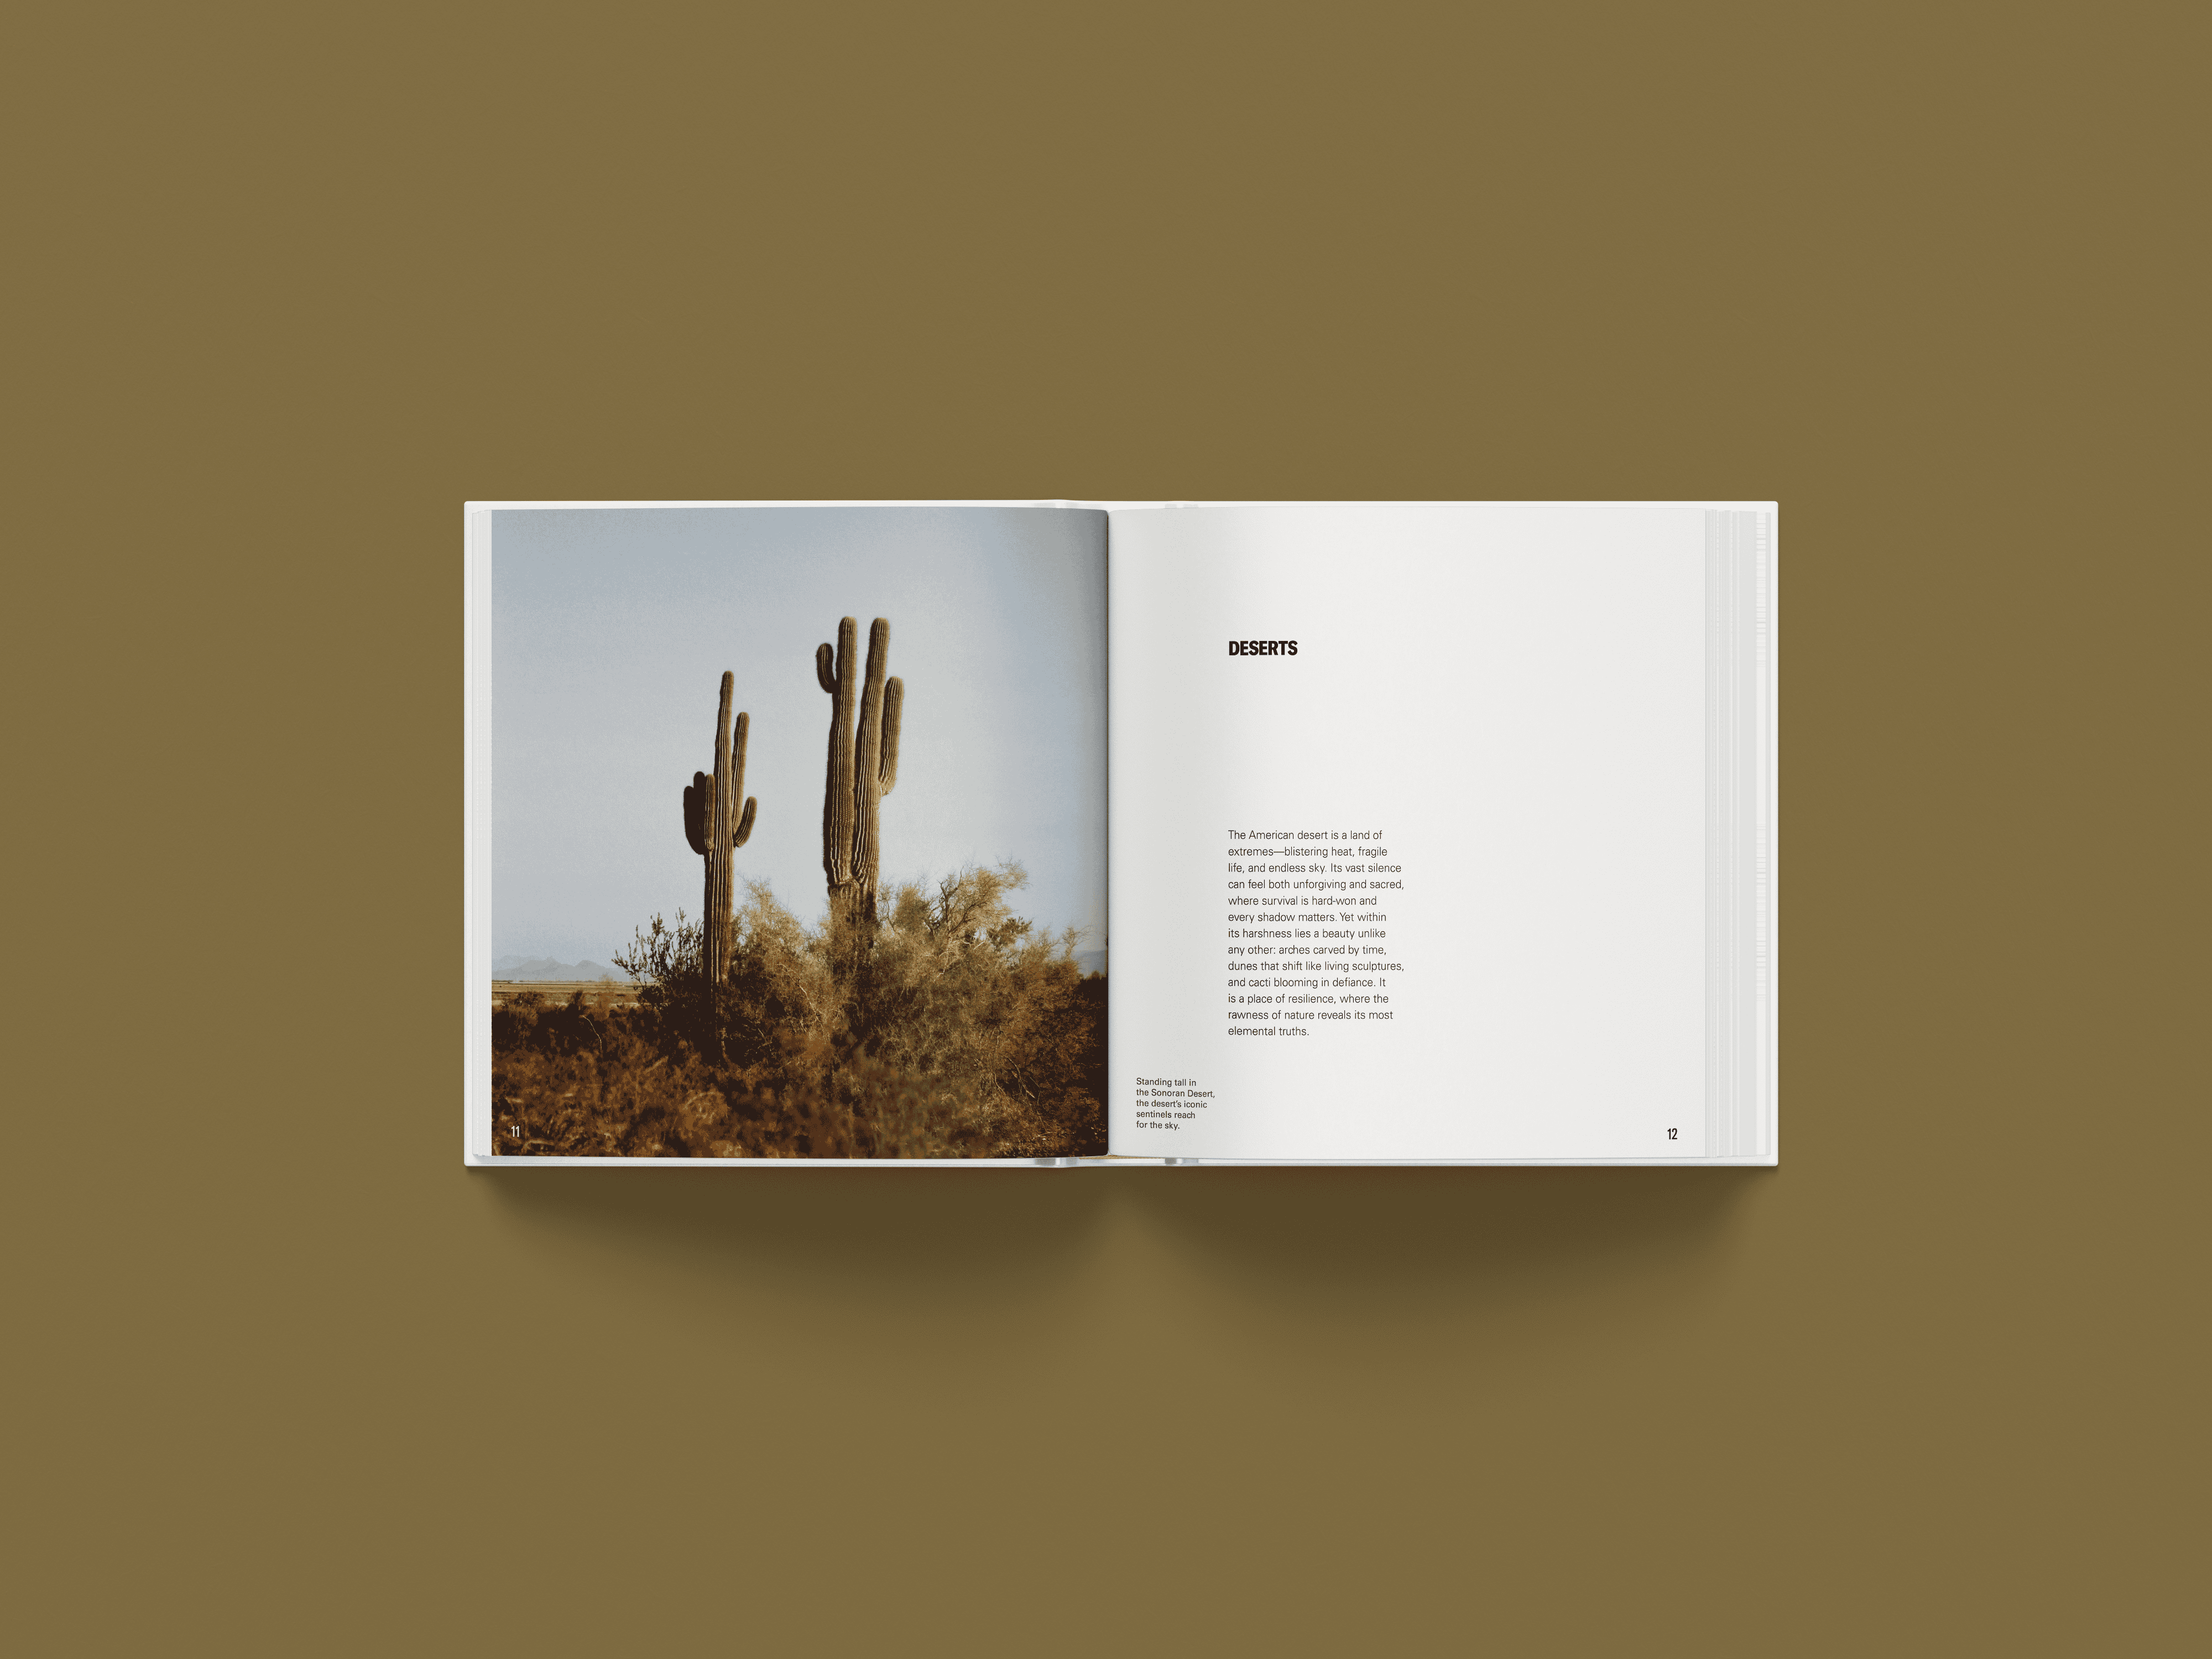 DESERTS
The American desert is a land of
extremes—blistering heat, fragile
life, and endless sky. Its vast silence
can feel both unforgiving and sacred,
where survival is hard-won and
every shadow matters. Yet within
its harshness lies a beauty unlike
any other: arches carved by time,
dunes that shift like living sculptures,
and cacti blooming in defiance. It
is a place of resilience, where the
rawness of nature reveals its most
elemental truths.
Standing tall in
the Sonoran Desert,
the desert's iconic
sentinels reach
for the sky.
11
12